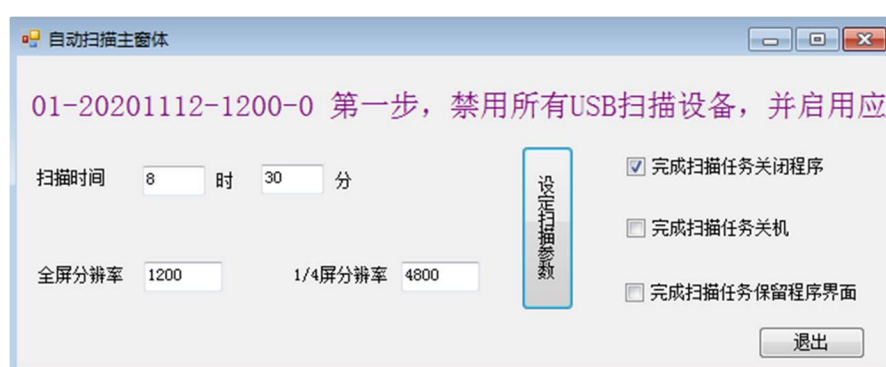 自动扫描主窗体
01-20201112-1200-0 第一步，禁用所有USB扫描设备，并启用应
扫描时间 8 时 30 分
设定扫描参数
完成扫描任务关闭程序
完成扫描任务关机
全屏分辨率 1200 1/4屏分辨率 4800
完成扫描任务保留程序界面
退出